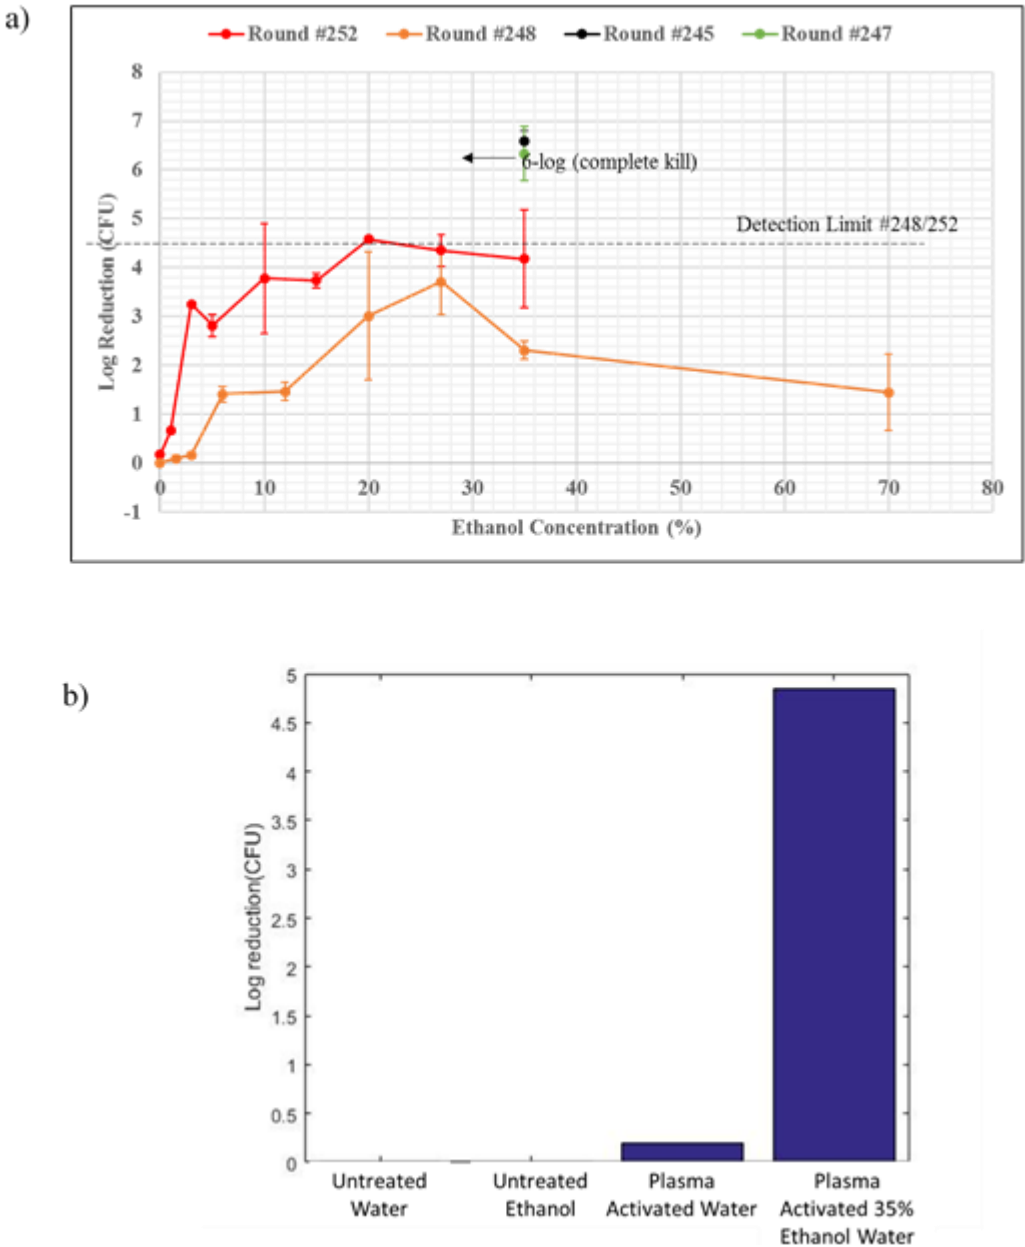 a)
Round #252 Round #248 Round #245 Round #247
8
7
6
5
4
3
2
1
0
-1
6-log (complete kill)
Detection Limit #248/252
Log Reduction (CFU)
0 10 20 30 40 50 60 70 80
Ethanol Concentration (%)
b)
5
4.5
4
3.5
3
2.5
2
1.5
1
0.5
0
Log reduction(CFU)
Untreated Water
Untreated Ethanol
Plasma Activated Water
Plasma Activated 35% Ethanol Water